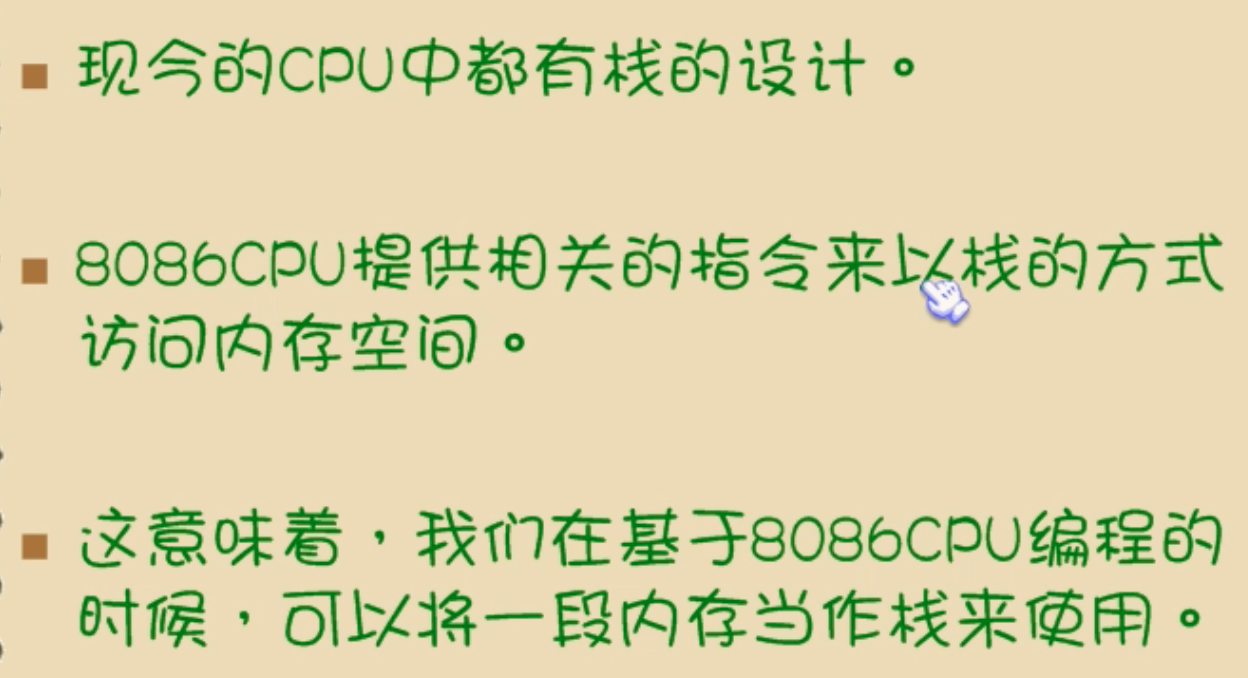 现今的CPU中都有栈的设计。
8086CPU提供相关的指令来以栈的方式
访问内存空间。
这意味着，我们在基于8086CPU编程的
时候，可以将一段内存当作栈来使用。